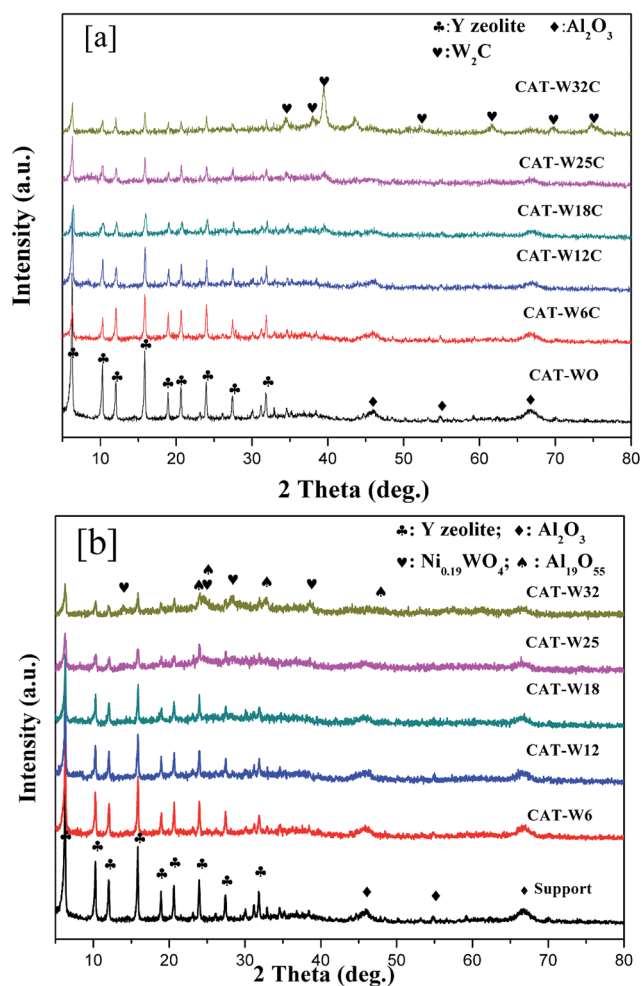 [a]
♣:Y zeolite ♦:Al₂O₃
♥:W₂C
CAT-W32C
CAT-W25C
CAT-W18C
CAT-W12C
CAT-W6C
CAT-WO
Intensity (a.u.)
10 20 30 40 50 60 70 80
2 Theta (deg.)
[b]
♣: Y zeolite; ♦: Al₂O₃
♥: Ni₀.₁₉WO₄; ♠: Al₁₉O₅₅
CAT-W32
CAT-W25
CAT-W18
CAT-W12
CAT-W6
Support
Intensity (a.u.)
10 20 30 40 50 60 70 80
2 Theta (deg.)